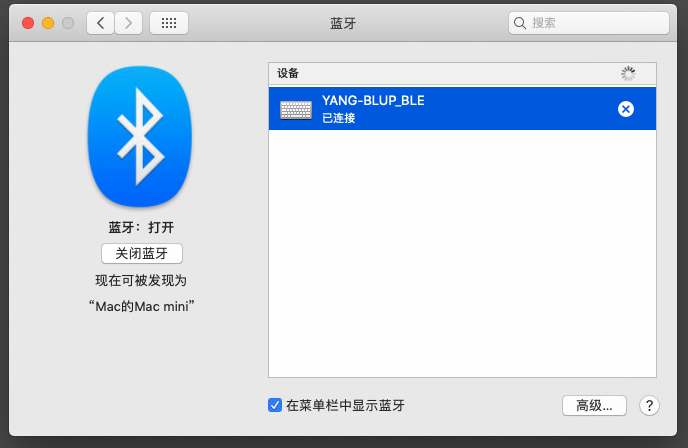 蓝牙
搜索
设备
YANG-BLUP_BLE
已连接
蓝牙：打开
关闭蓝牙
现在可被发现为
“Mac的Mac mini”
在菜单栏中显示蓝牙
高级...
?